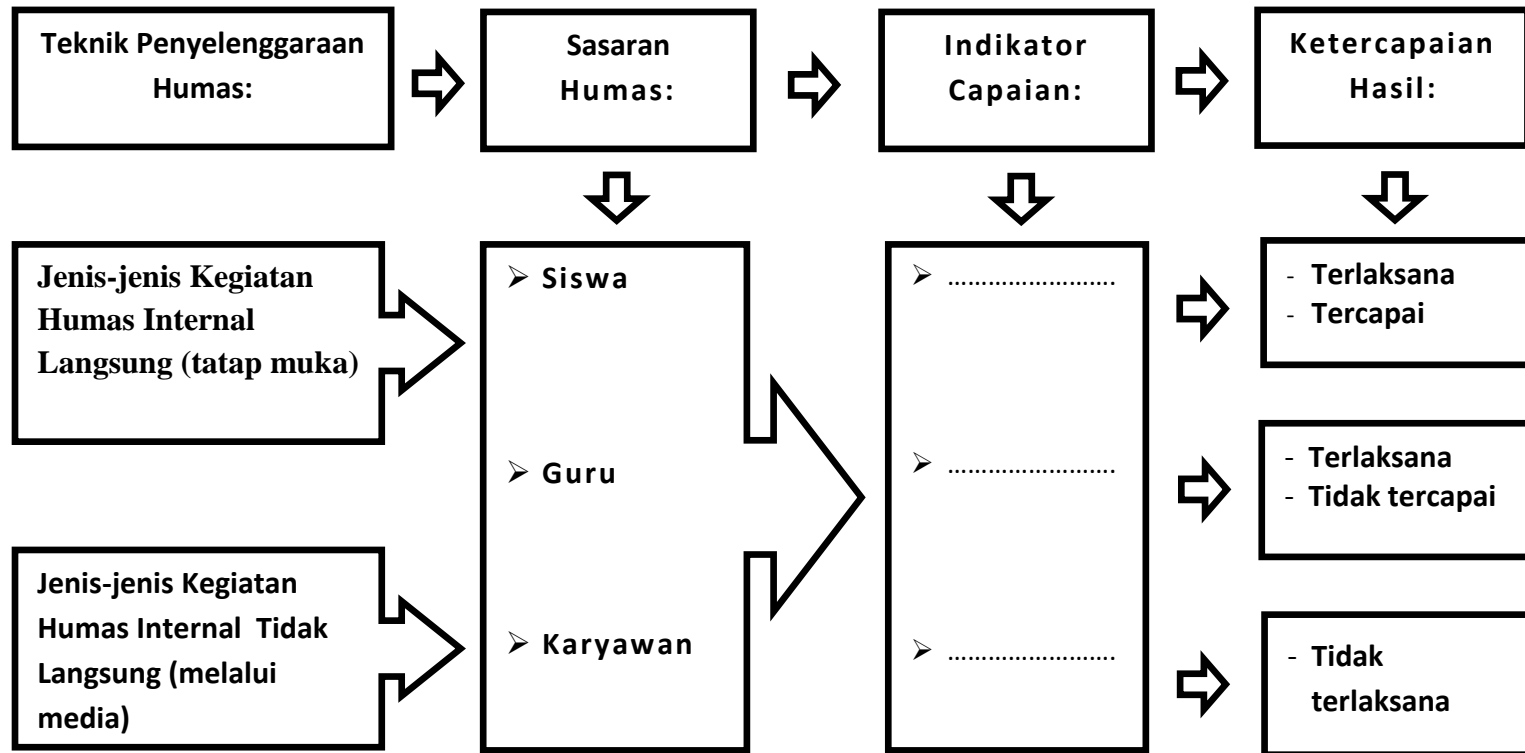 Teknik Penyelenggaraan
Humas:
Sasaran
Humas:
Indikator
Capaian:
Ketercapaian
Hasil:
Jenis-jenis Kegiatan
Humas Internal
Langsung (tatap muka)
Jenis-jenis Kegiatan
Humas Internal Tidak
Langsung (melalui
media)
➢ Siswa
➢ Guru
➢ Karyawan
➢ …………………….
➢ …………………….
➢ …………………….
- Terlaksana
- Tercapai
- Terlaksana
- Tidak tercapai
- Tidak
terlaksana